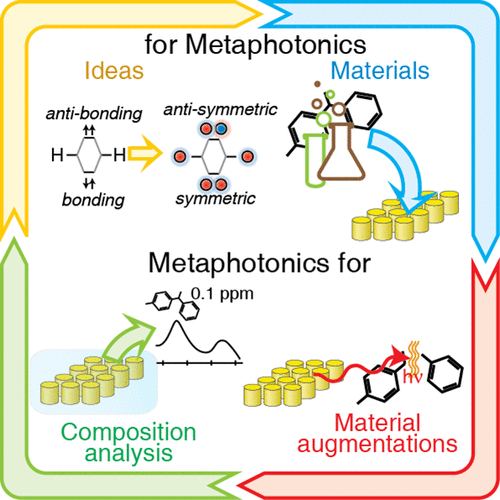 for Metaphotonics
Ideas
Materials
anti-bonding
anti-symmetric
H
H
bonding
symmetric
Metaphotonics for
0.1 ppm
hν
Composition
analysis
Material
augmentations